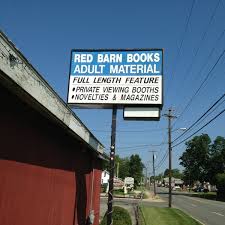 RED BARN BOOKS
ADULT MATERIAL
FULL LENGTH FEATURE
•PRIVATE VIEWING BOOTHS
•NOVELTIES & MAGAZINES